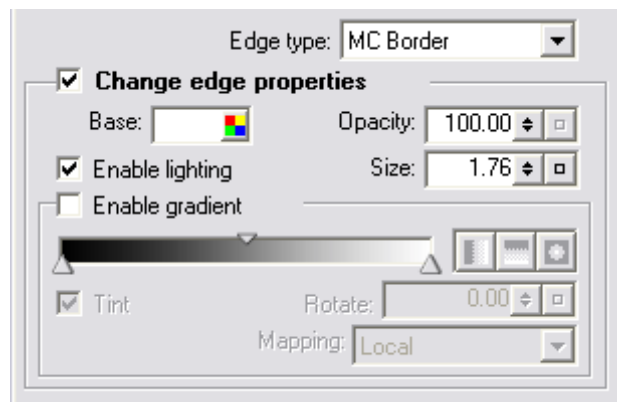 Edge type: MC Border
Change edge properties
Base: Opacity: 100.00
Enable lighting Size: 1.76
Enable gradient
Tint Rotate: 0.00
Mapping: Local